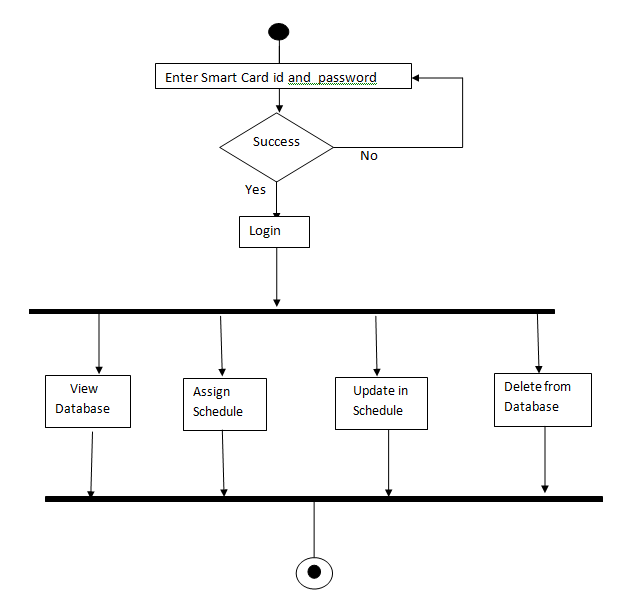 Enter Smart Card id and  password
Success
No
Yes
Login
View
Database
Assign
Schedule
Update in
Schedule
Delete from
Database